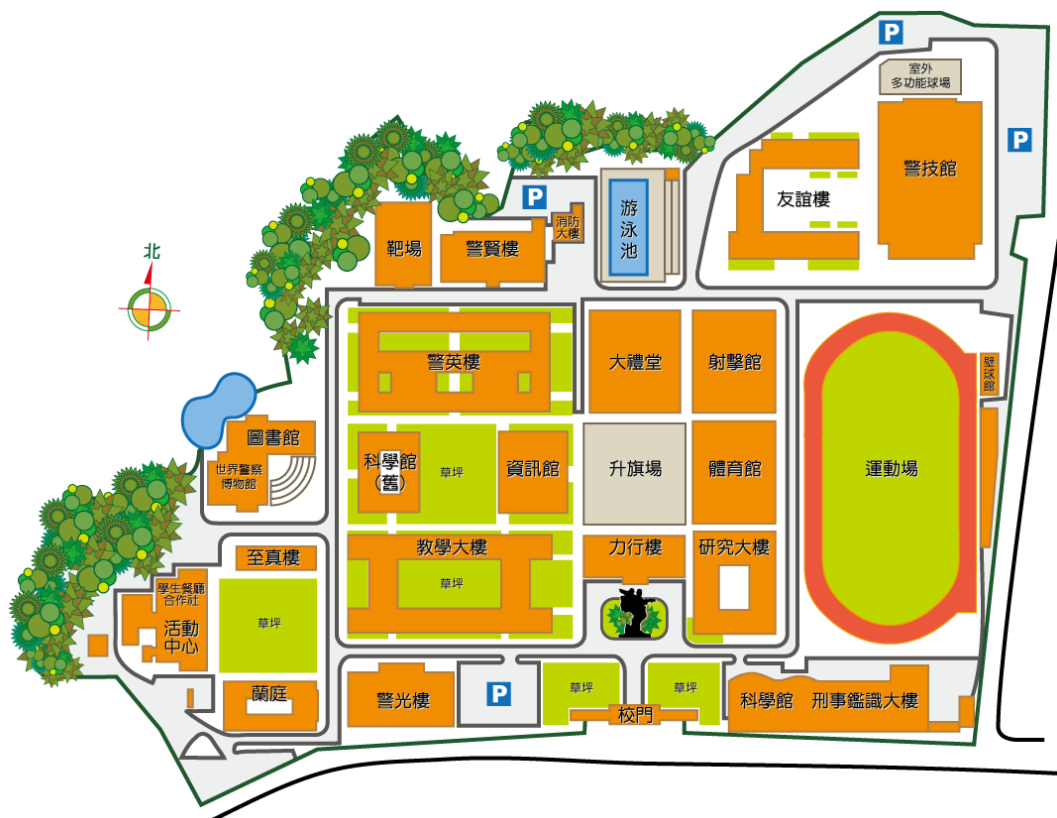 P
室外
多功能球場
P
警技館
友誼樓
P
游
泳
池
消防
大樓
靶場
警賢樓
北
警英樓
大禮堂
射擊館
壁
球
館
圖書館
世界警察
博物館
科學館
(舊)
草坪
資訊館
升旗場
體育館
運動場
教學大樓
草坪
力行樓
研究大樓
至真樓
學生餐廳
合作社
活動
中心
草坪
蘭庭
警光樓
P
草坪
草坪
校門
科學館
刑事鑑識大樓